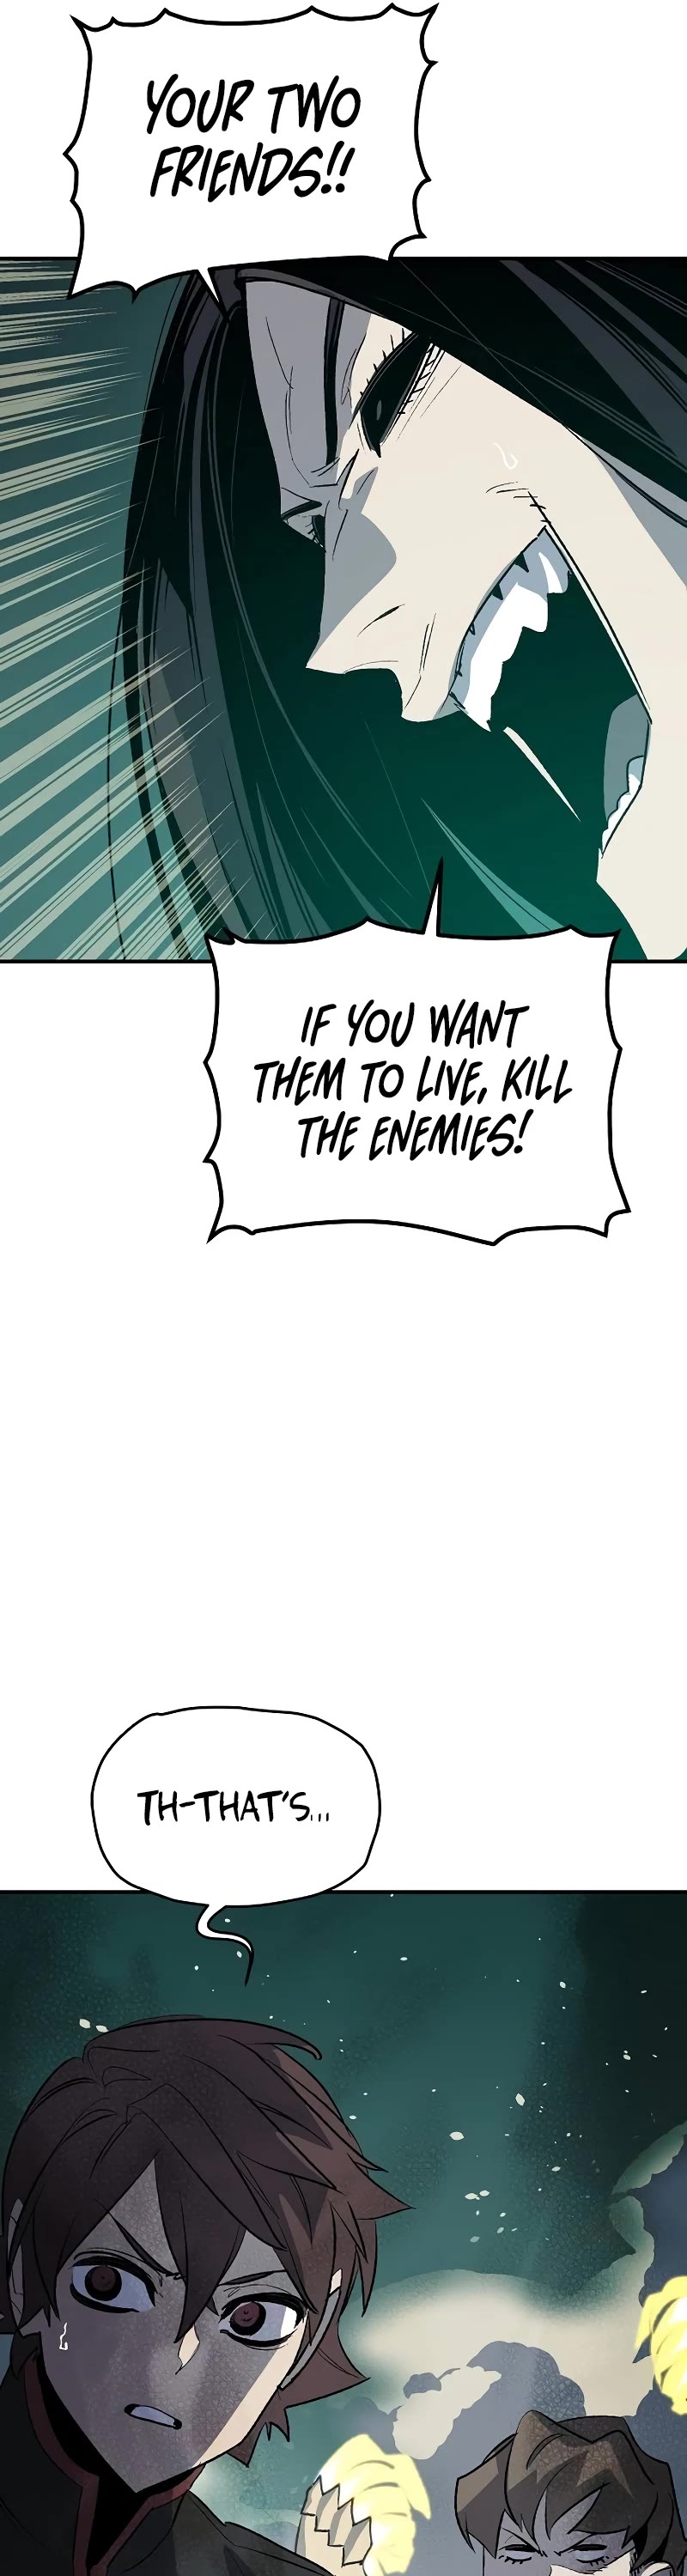 YOUR TWO
FRIENDS!!
IF YOU WANT
THEM TO LIVE, KILL
THE ENEMIES!
TH-THAT'S...